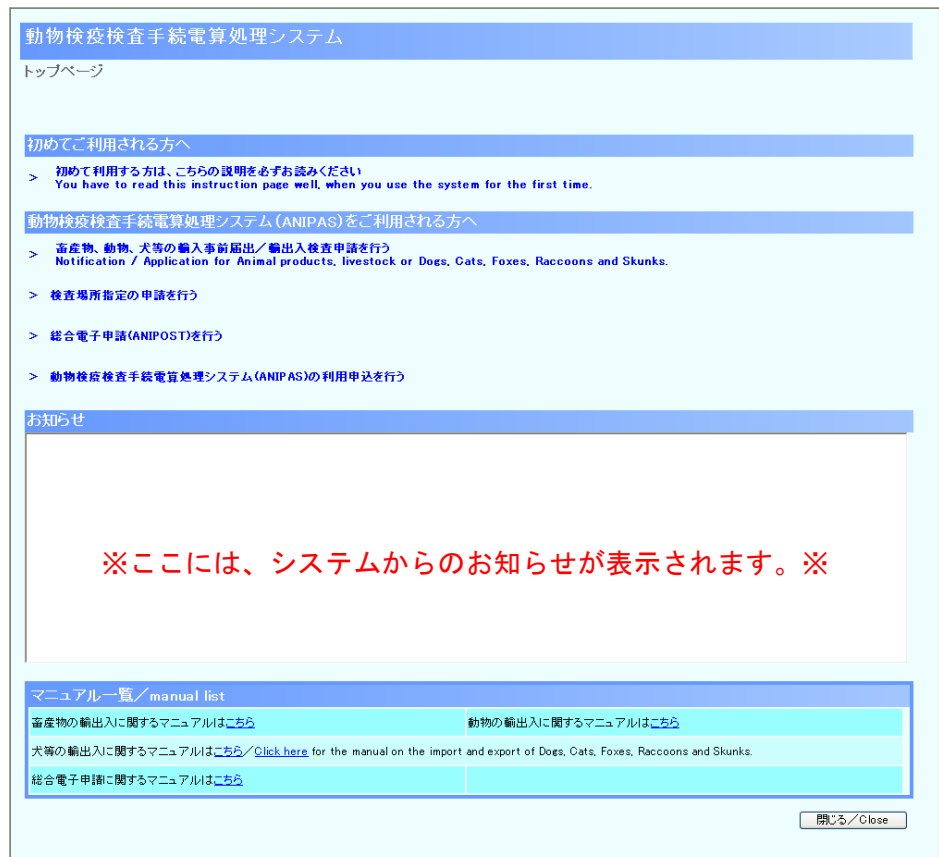 動物検疫検査手続電算処理システム
トップページ
初めてご利用される方へ
> 初めて利用する方は、こちらの説明を必ずお読みください
You have to read this instruction page well, when you use the system for the first time.
動物検疫検査手続電算処理システム(ANIPAS)をご利用される方へ
> 畜産物、動物、犬等の輸入事前届出/輸出入検査申請を行う
Notification / Application for Animal products, livestock or Dogs, Cats, Foxes, Raccoons and Skunks.
> 検査場所指定の申請を行う
> 総合電子申請(ANIPOST)を行う
> 動物検疫検査手続電算処理システム(ANIPAS)の利用申込を行う
お知らせ
※ここには、システムからのお知らせが表示されます。※
マニュアル一覧/manual list
畜産物の輸出入に関するマニュアルはこちら 動物の輸出入に関するマニュアルはこちら
犬等の輸出入に関するマニュアルはこちら/Click here for the manual on the import and export of Dogs, Cats, Foxes, Raccoons and Skunks.
総合電子申請に関するマニュアルはこちら
閉じる/Close